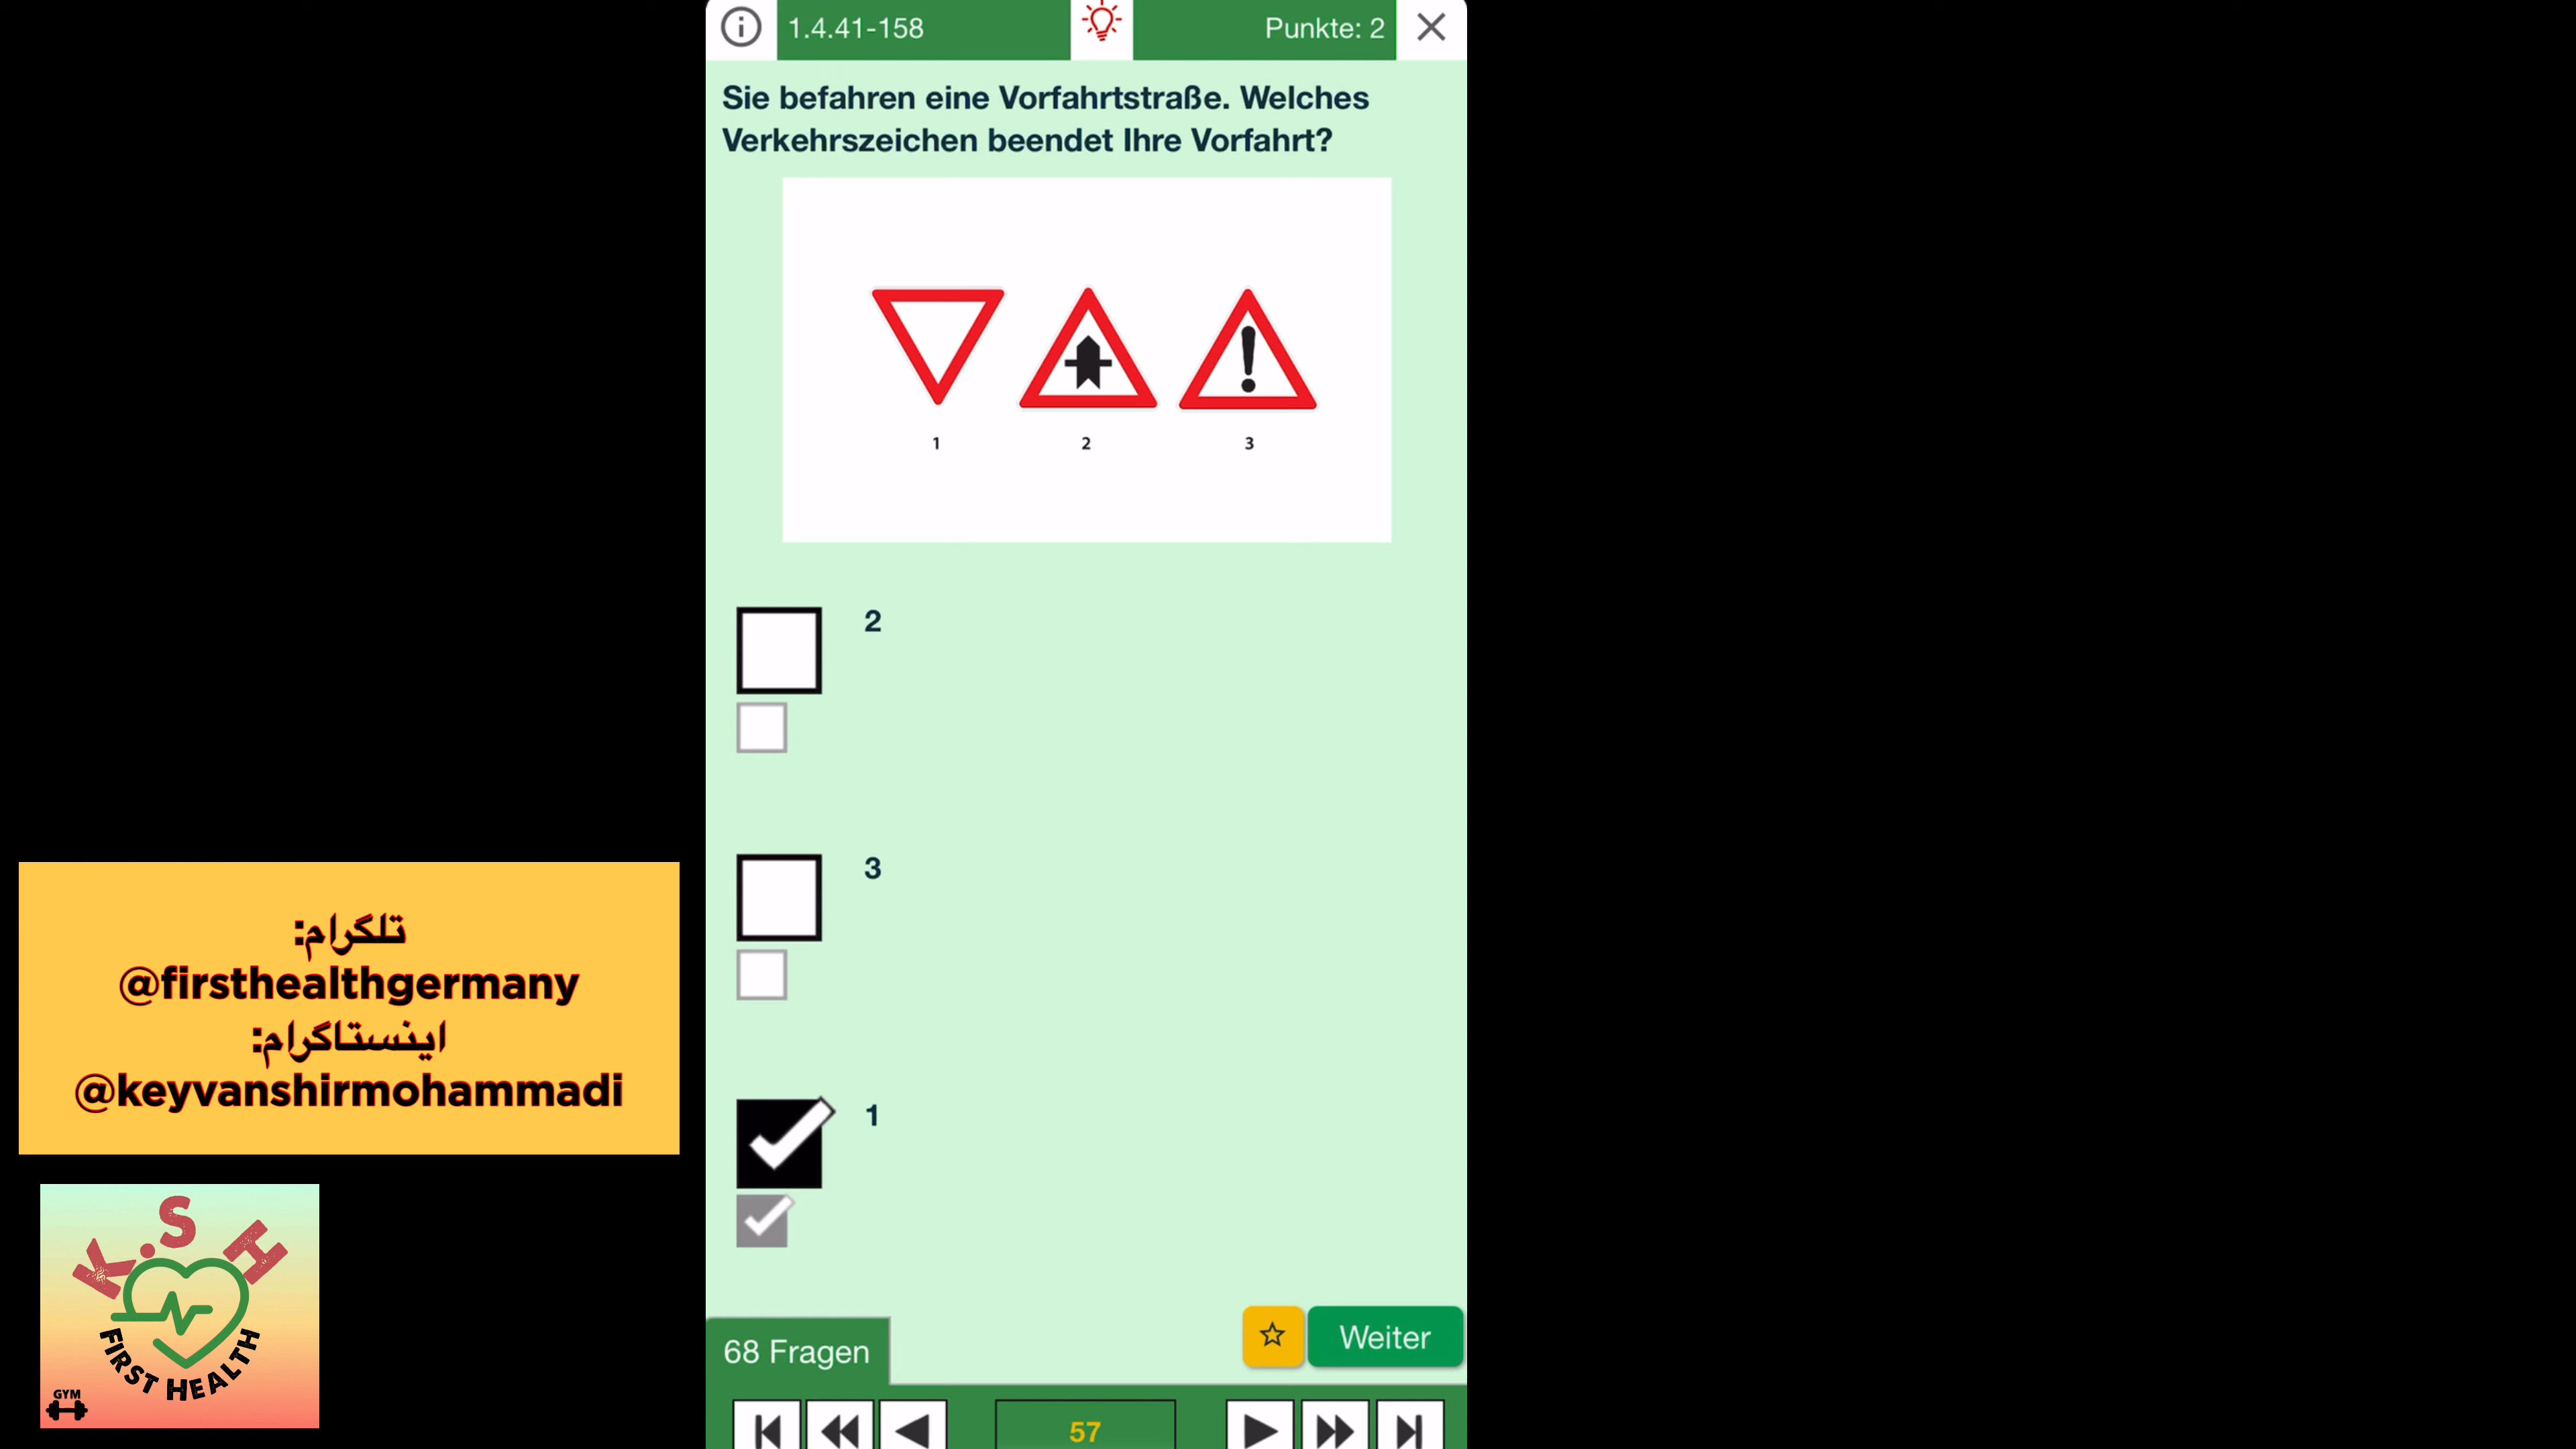 1.4.41-158
Punkte: 2
Sie befahren eine Vorfahrtstraße. Welches
Verkehrszeichen beendet Ihre Vorfahrt?
1
2
3
2
3
1
تلگرام:
@firsthealthgermany
اینستاگرام:
@keyvanshirmohammadi
K.S H
FIRST HEALTH
GYM
68 Fragen
Weiter
57